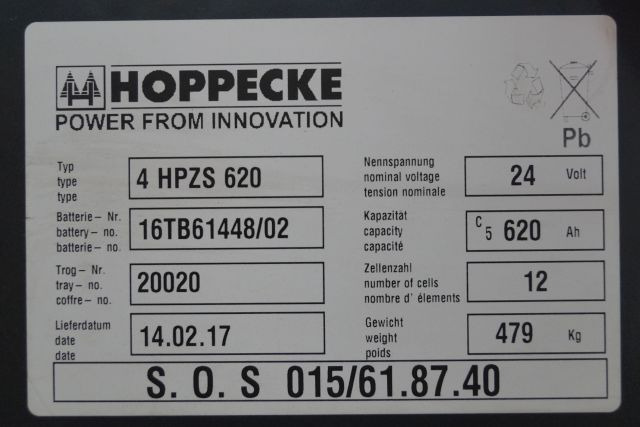 HOPPECKE
POWER FROM INNOVATION
Pb
Typ
type
type
4 HPZS 620
Nennspannung
nominal voltage
tension nominale
24 Volt
Batterie- Nr.
battery- no.
batterie- no.
16TB61448/02
Kapazität
capacity
capacité
C5 620 Ah
Trog- Nr.
tray- no.
coffre- no.
20020
Zellenzahl
number of cells
nombre d' éléments
12
Lieferdatum
date
date
14.02.17
Gewicht
weight
poids
479 Kg
S. O. S 015/61.87.40